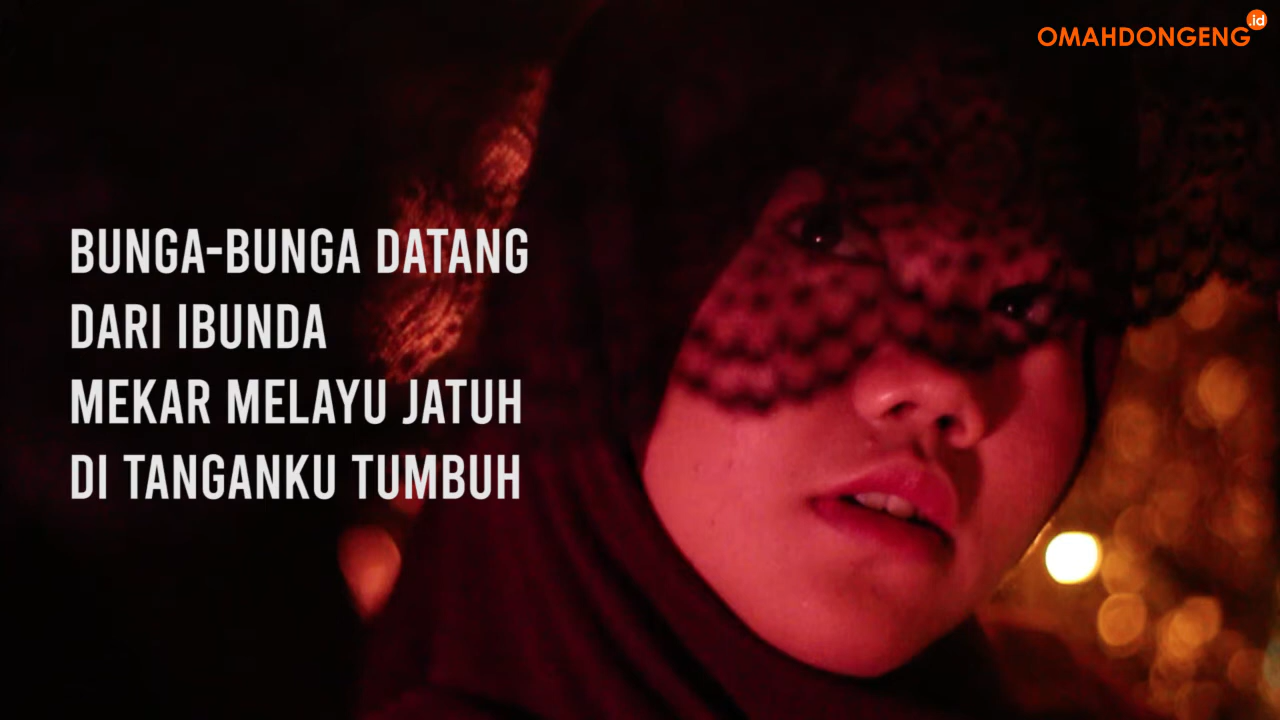 OMAHDONGENG.id
BUNGA-BUNGA DATANG
DARI IBUNDA
MEKAR MELAYU JATUH
DI TANGANKU TUMBUH